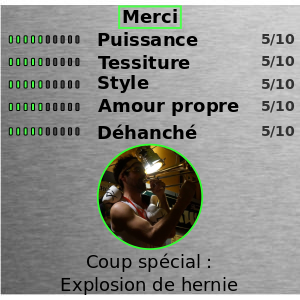 Merci
Puissance 5/10
Tessiture 5/10
Style 5/10
Amour propre 5/10
Déhanché 5/10
Coup spécial :
Explosion de hernie